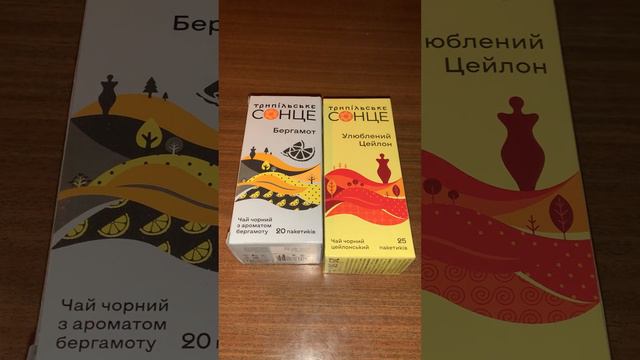 Бер
Чай чорний
з ароматом
бергамоту
20
ТРИПІЛЬСЬКЕ
СОНЦЕ
Бергамот
Чай чорний
з ароматом
бергамоту
20 пакетиків
ТРИПІЛЬСЬКЕ
СОНЦЕ
Улюблений
Цейлон
Чай чорний
цейлонський
25
пакетиків
юблений
Цейлон